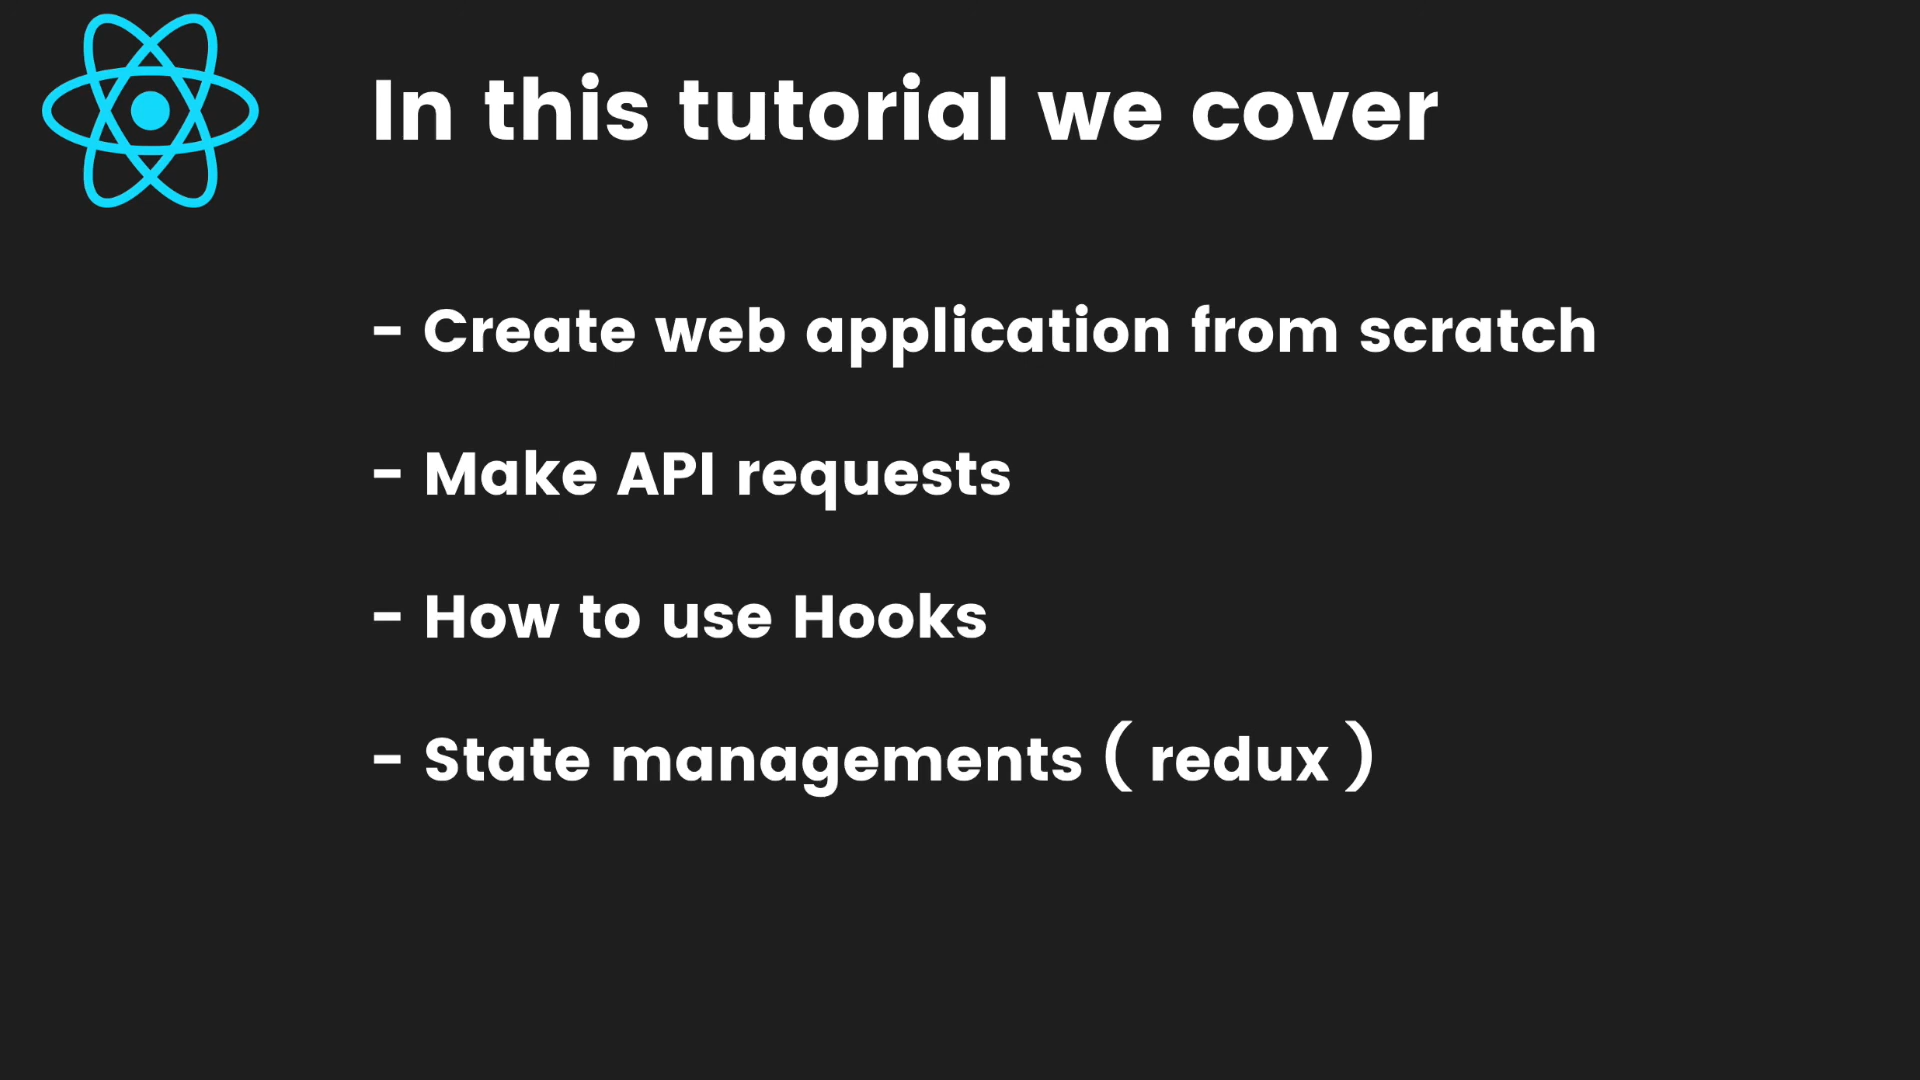 In this tutorial we cover
- Create web application from scratch
- Make API requests
- How to use Hooks
- State managements ( redux )